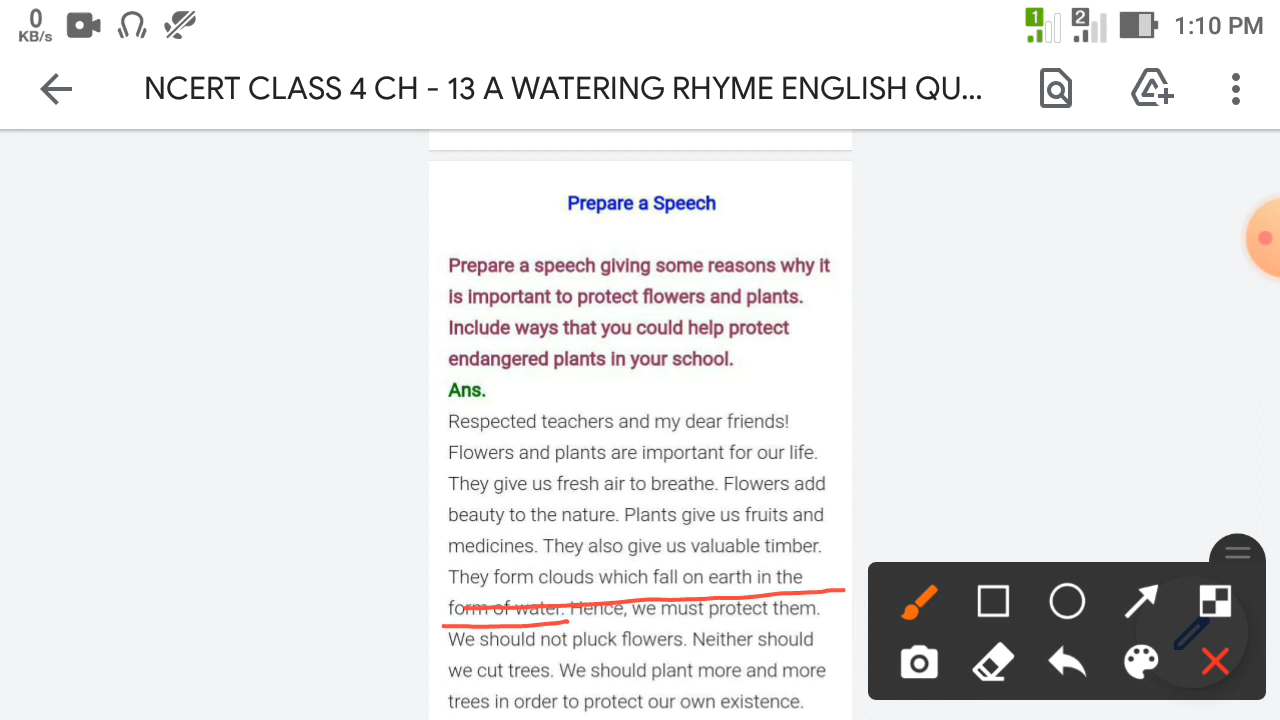 0
KB/s
1
2
1:10 PM
NCERT CLASS 4 CH - 13 A WATERING RHYME ENGLISH QU...
Prepare a Speech
Prepare a speech giving some reasons why it
is important to protect flowers and plants.
Include ways that you could help protect
endangered plants in your school.
Ans.
Respected teachers and my dear friends!
Flowers and plants are important for our life.
They give us fresh air to breathe. Flowers add
beauty to the nature. Plants give us fruits and
medicines. They also give us valuable timber.
They form clouds which fall on earth in the
form of water. Hence, we must protect them.
We should not pluck flowers. Neither should
we cut trees. We should plant more and more
trees in order to protect our own existence.